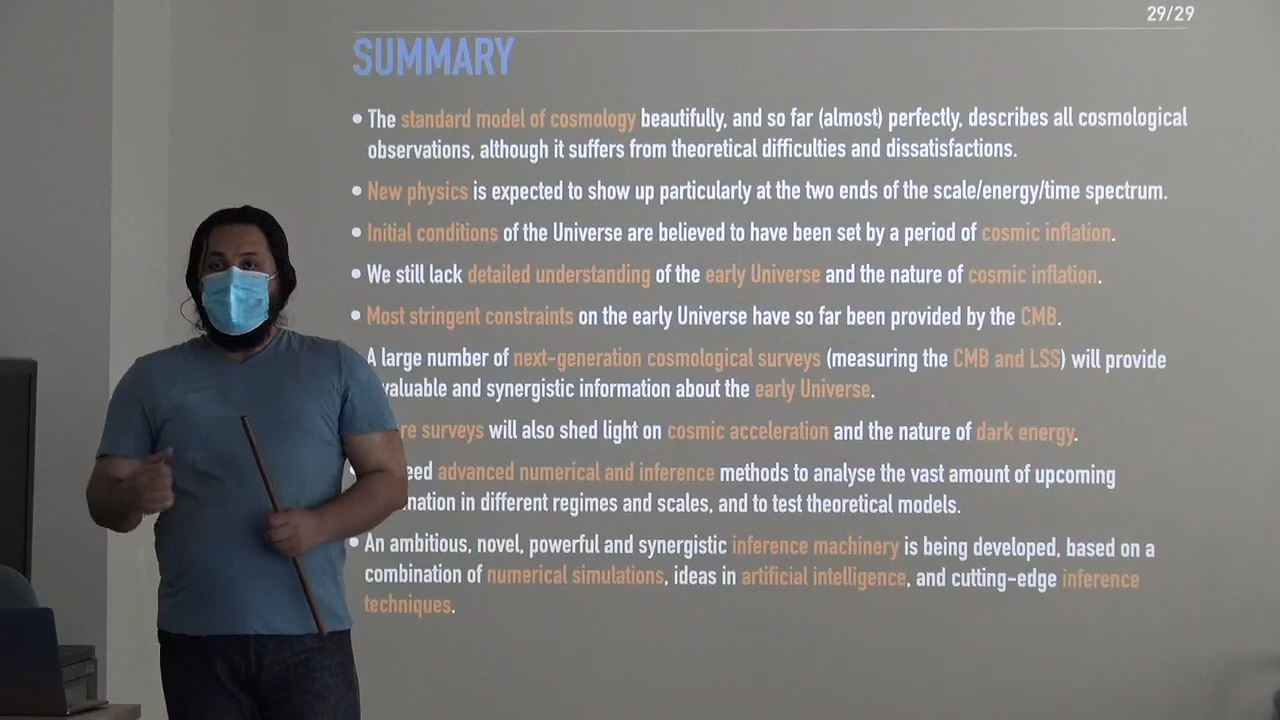 29/29
SUMMARY
• The standard model of cosmology beautifully, and so far (almost) perfectly, describes all cosmological
observations, although it suffers from theoretical difficulties and dissatisfactions.
• New physics is expected to show up particularly at the two ends of the scale/energy/time spectrum.
• Initial conditions of the Universe are believed to have been set by a period of cosmic inflation.
• We still lack detailed understanding of the early Universe and the nature of cosmic inflation.
• Most stringent constraints on the early Universe have so far been provided by the CMB.
A large number of next-generation cosmological surveys (measuring the CMB and LSS) will provide
valuable and synergistic information about the early Universe.
surveys will also shed light on cosmic acceleration and the nature of dark energy.
advanced numerical and inference methods to analyse the vast amount of upcoming
in different regimes and scales, and to test theoretical models.
• An ambitious, novel, powerful and synergistic inference machinery is being developed, based on a
combination of numerical simulations, ideas in artificial intelligence, and cutting-edge inference
techniques.